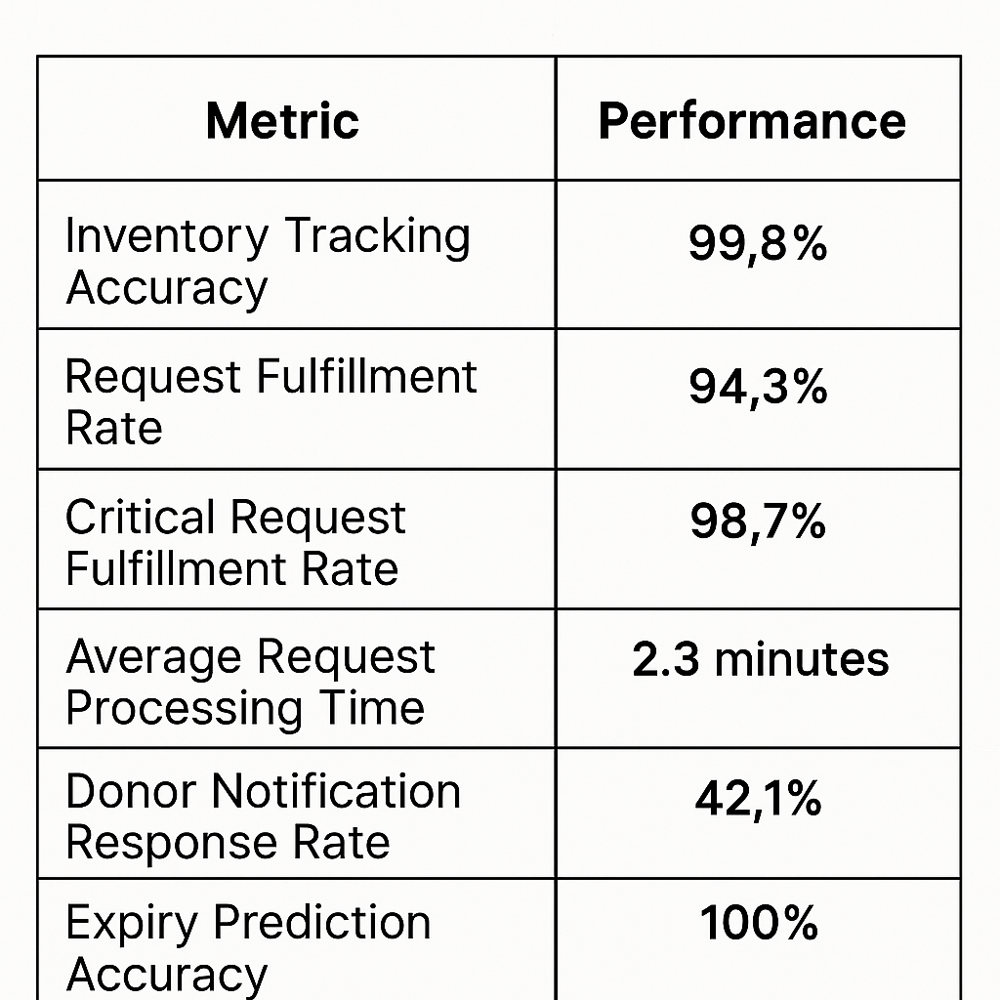 Metric
Performance
Inventory Tracking
Accuracy
99,8%
Request Fulfillment
Rate
94,3%
Critical Request
Fulfillment Rate
98,7%
Average Request
Processing Time
2.3 minutes
Donor Notification
Response Rate
42,1%
Expiry Prediction
Accuracy
100%